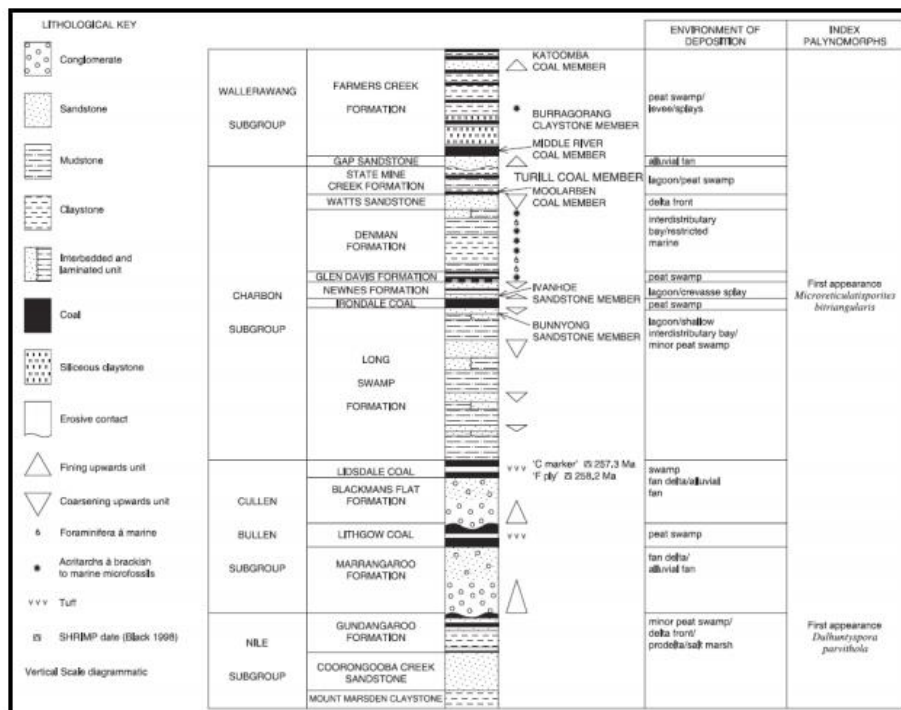 LITHOLOGICAL KEY
Conglomerate
Sandstone
Mudstone
Claystone
Interbedded and
laminated unit
Coal
Siliceous claystone
Erosive contact
Fining upwards unit
Coarsening upwards unit
Foraminifera à marine
Acritarchs à brackish
to marine microfossils
Tuff
SHRIMP date (Black 1998)
Vertical Scale diagrammatic
ENVIRONMENT OF
DEPOSITION
INDEX
PALYNOMORPHS
WALLERAWANG
SUBGROUP
FARMERS CREEK
FORMATION
KATOOMBA
COAL MEMBER
BURRAGORANG
CLAYSTONE MEMBER
MIDDLE RIVER
COAL MEMBER
peat swamp/
levee/splays
GAP SANDSTONE
alluvial fan
CHARBON
SUBGROUP
STATE MINE
CREEK FORMATION
TURILL COAL MEMBER
MOOLARBEN
COAL MEMBER
lagoon/peat swamp
WATTS SANDSTONE
delta front
DENMAN
FORMATION
interdistributary
bay/restricted
marine
GLEN DAVIS FORMATION
peat swamp
NEWNES FORMATION
IVANHOE
SANDSTONE MEMBER
lagoon/crevasse splay
IRONDALE COAL
peat swamp
BUNNYONG
SANDSTONE MEMBER
LONG
SWAMP
FORMATION
lagoon/shallow
interdistributary bay/
minor peat swamp
First appearance
Microreticulatisporites
bitriangularis
CULLEN
BULLEN
SUBGROUP
LIDSDALE COAL
vvv 'C marker' 257.3 Ma
'F ply' 258.2 Ma
swamp
BLACKMANS FLAT
FORMATION
fan delta/alluvial
fan
LITHGOW COAL
vvv
peat swamp
MARRANGAROO
FORMATION
fan delta/
alluvial fan
NILE
SUBGROUP
GUNDANGAROO
FORMATION
minor peat swamp/
delta front/
prodelta/salt marsh
COORONGOOBA CREEK
SANDSTONE
MOUNT MARSDEN CLAYSTONE
First appearance
Dulhuntyspora
parvithola